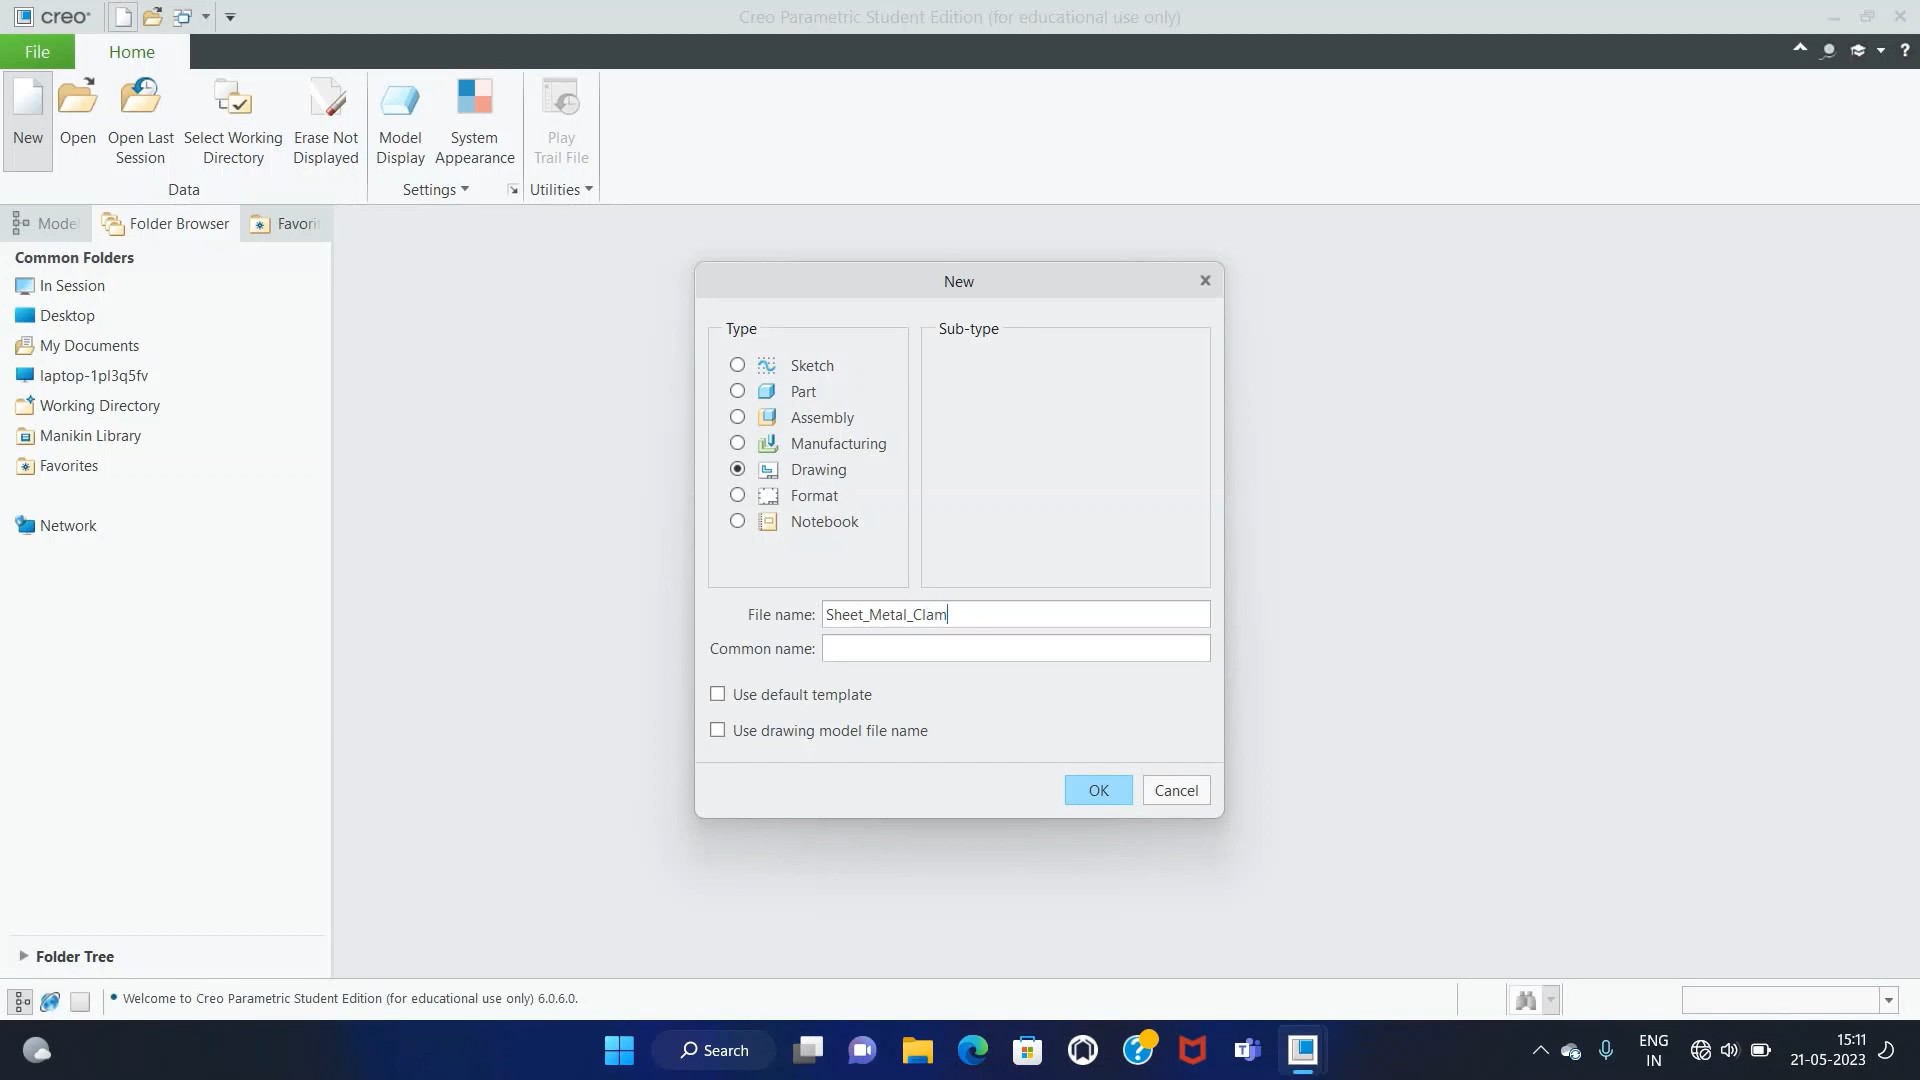 creo
Creo Parametric Student Edition (for educational use only)
File
Home
?
New
Open
Open Last
Session
Select Working
Directory
Erase Not
Displayed
Model
Display
System
Appearance
Play
Trail File
Data
Settings
Utilities
Mode
Folder Browser
Favori
Common Folders
In Session
Desktop
My Documents
laptop-1pl3q5fv
Working Directory
Manikin Library
Favorites
Network
Folder Tree
New
Type
Sub-type
Sketch
Part
Assembly
Manufacturing
Drawing
Format
Notebook
File name:
Sheet_Metal_Clam
Common name:
Use default template
Use drawing model file name
OK
Cancel
Welcome to Creo Parametric Student Edition (for educational use only) 6.0.6.0.
Search
ENG
IN
15:11
21-05-2023